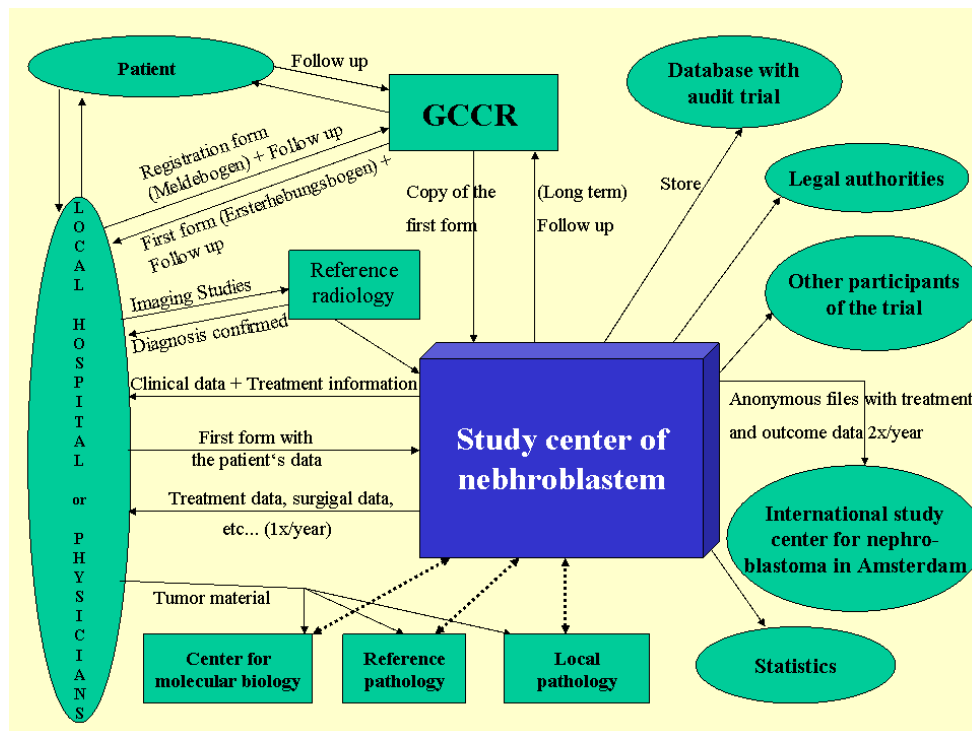 Patient
Follow up
GCCR
Database with
audit trial
Registration form
(Meldebogen) + Follow up
First form (Ersterhebungsbogen) +
Follow up
Copy of the
first form
(Long term)
Follow up
Store
Legal authorities
LOCAL HOSPITAL or PHYSICIANS
Reference
radiology
Imaging Studies
Diagnosis confirmed
Other participants
of the trial
Clinical data + Treatment information
Anonymous files with treatment
and outcome data 2x/year
First form with
the patient‘s data
Study center of
nebhroblastem
Treatment data, surgigal data,
etc... (1x/year)
International study
center for nephro-
blastoma in Amsterdam
Tumor material
Center for
molecular biology
Reference
pathology
Local
pathology
Statistics